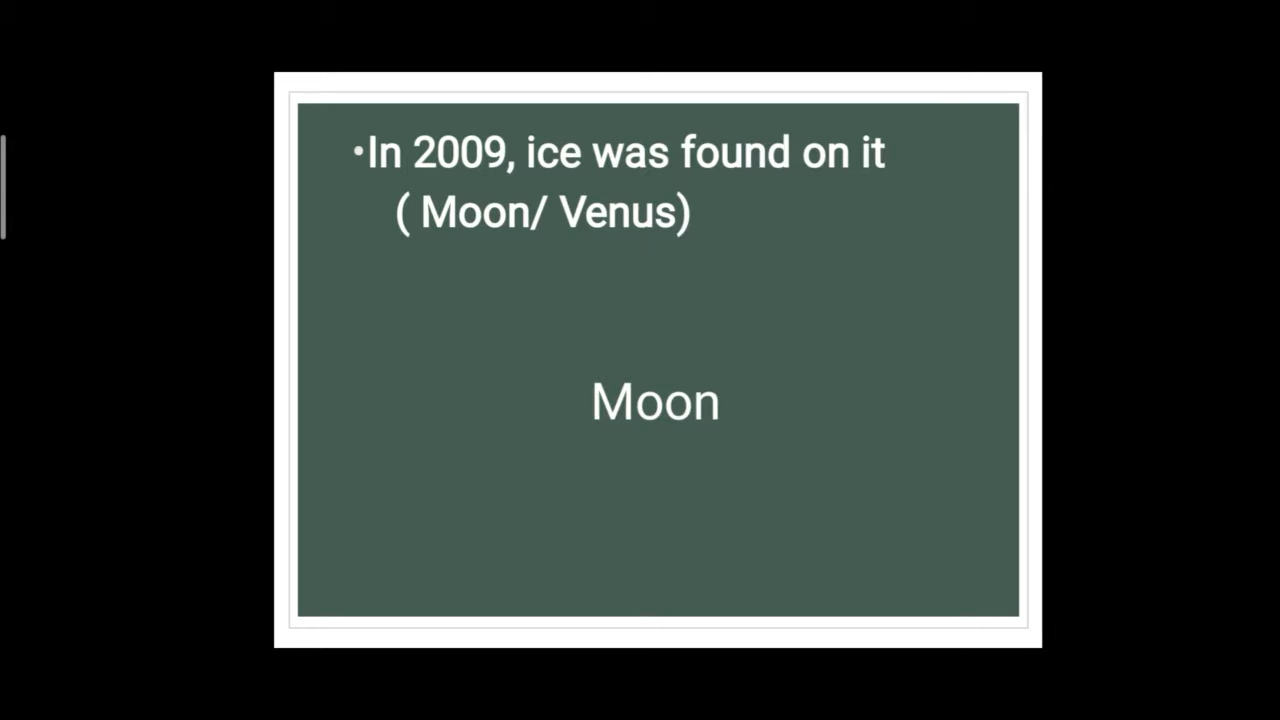 •In 2009, ice was found on it
( Moon/ Venus)
Moon